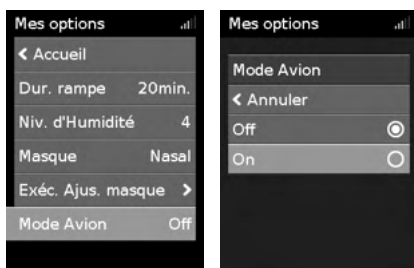 Mes options
< Accueil
Dur. rampe 20min.
Niv. d'Humidité 4
Masque Nasal
Exéc. Ajus. masque >
Mode Avion Off
Mes options
Mode Avion
< Annuler
Off
On